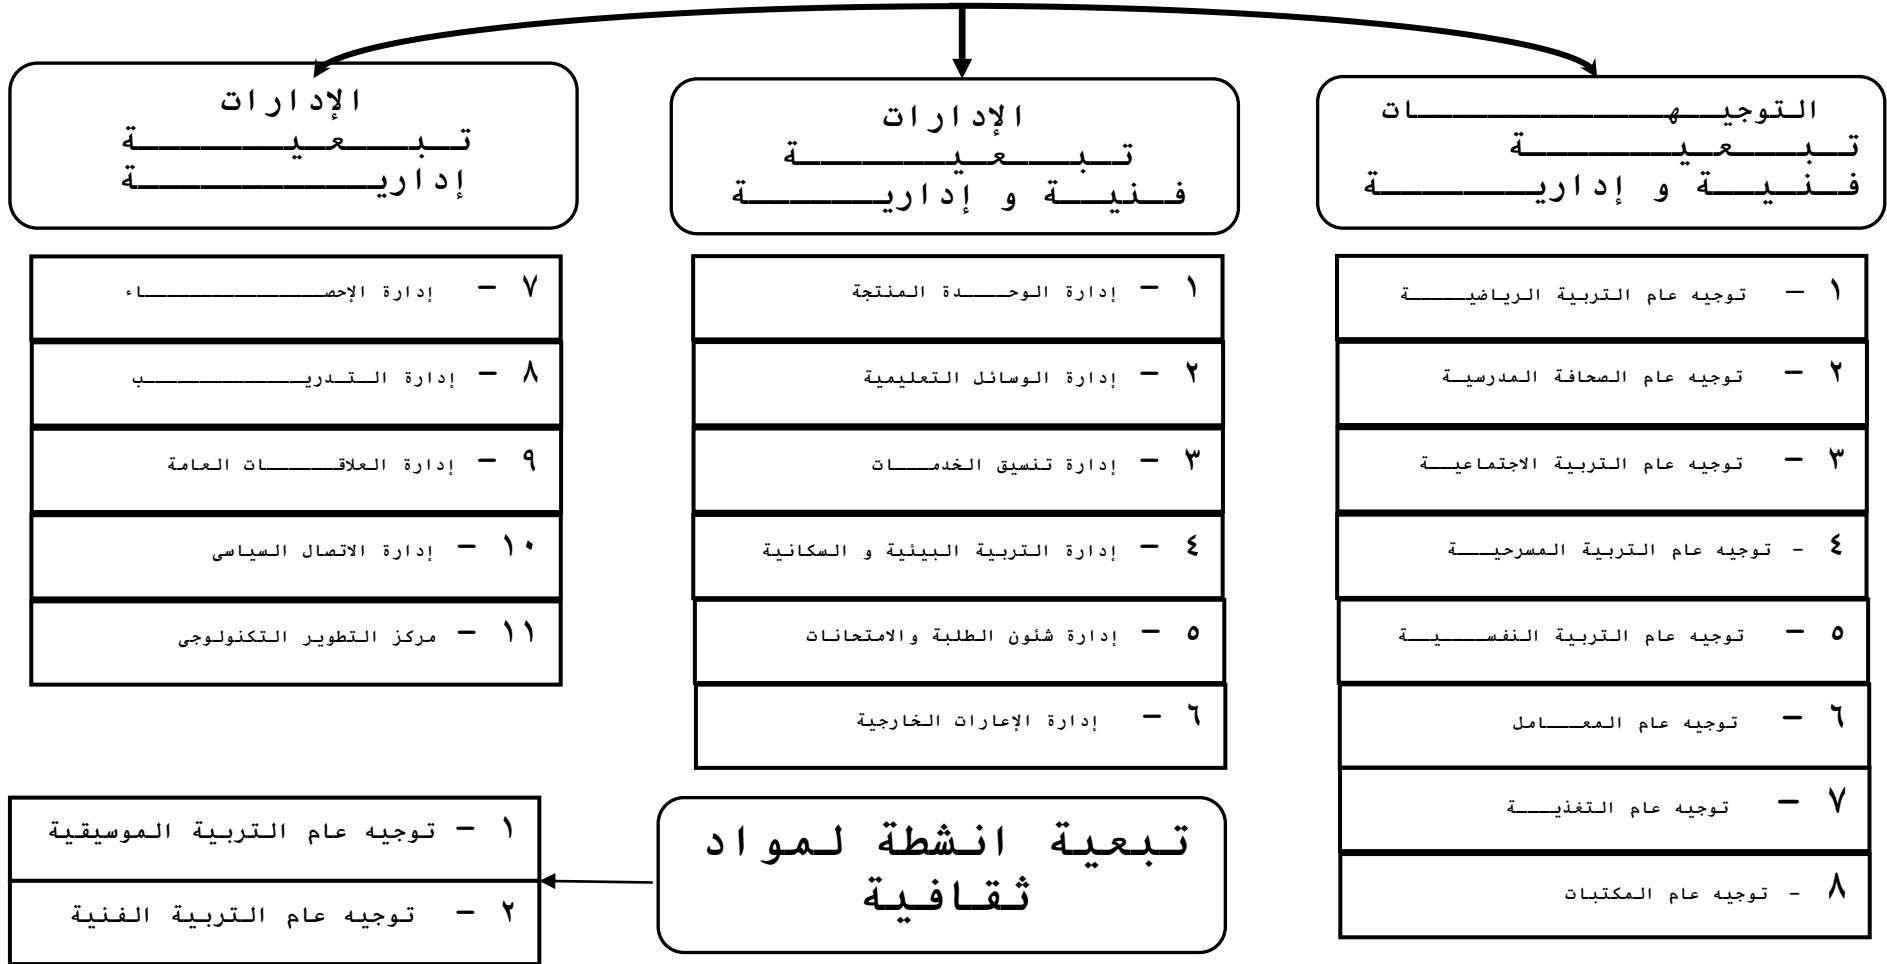 التوجيهات
تبعية
فنية و إدارية
١ – توجيه عام التربية الرياضية
٢ – توجيه عام الصحافة المدرسية
٣ – توجيه عام التربية الاجتماعية
٤ - توجيه عام التربية المسرحية
٥ – توجيه عام التربية النفسية
٦ – توجيه عام المعامل
٧ – توجيه عام التغذية
٨ - توجيه عام المكتبات
الإدارات
تبعية
فنية و إدارية
١ – إدارة الوحدة المنتجة
٢ – إدارة الوسائل التعليمية
٣ – إدارة تنسيق الخدمات
٤ – إدارة التربية البيئية و السكانية
٥ – إدارة شئون الطلبة والامتحانات
٦ – إدارة الإعارات الخارجية
الإدارات
تبعية
إدارية
٧ – إدارة الإحصاء
٨ – إدارة التدريب
٩ – إدارة العلاقات العامة
١٠ – إدارة الاتصال السياسى
١١ – مركز التطوير التكنولوجى
تبعية انشطة لمواد
ثقافية
١ – توجيه عام التربية الموسيقية
٢ – توجيه عام التربية الفنية